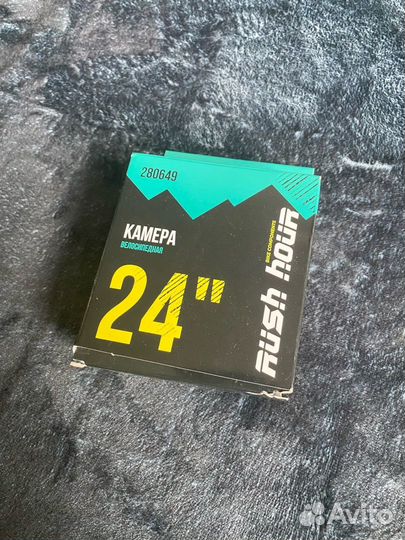 280649
КАМЕРА
ВЕЛОСИПЕДНАЯ
24"
RUSH HOUR
BIKE COMPONENTS
Avito